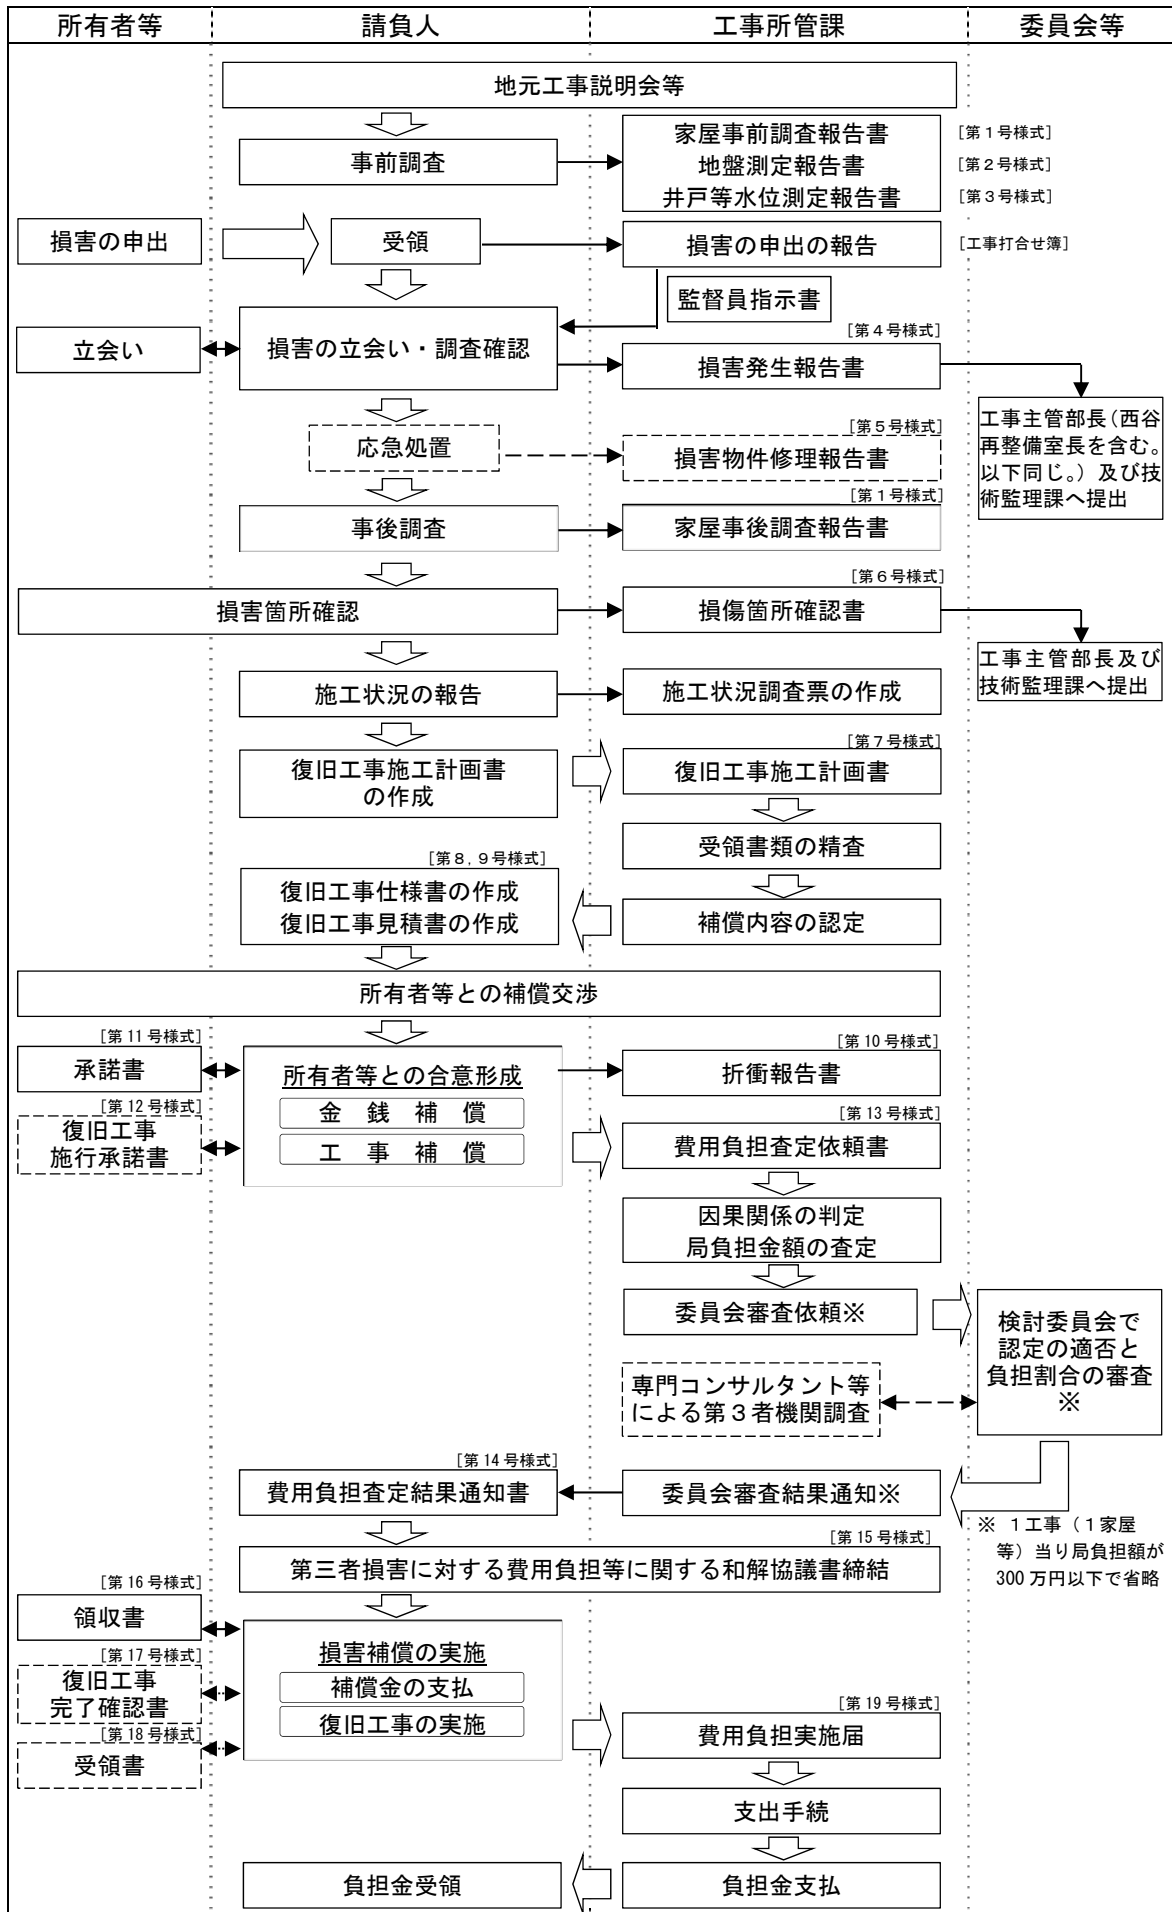 所有者等
請負人
工事所管課
委員会等
地元工事説明会等
事前調査
家屋事前調査報告書
地盤測定報告書
井戸等水位測定報告書
[第１号様式]
[第２号様式]
[第３号様式]
損害の申出
受領
損害の申出の報告
[工事打合せ簿]
監督員指示書
立会い
損害の立会い・調査確認
[第４号様式]
損害発生報告書
工事主管部長（西谷
再整備室長を含む。
以下同じ。）及び技
術監理課へ提出
応急処置
[第５号様式]
損害物件修理報告書
事後調査
[第１号様式]
家屋事後調査報告書
損害箇所確認
[第６号様式]
損傷箇所確認書
工事主管部長及び
技術監理課へ提出
施工状況の報告
施工状況調査票の作成
復旧工事施工計画書
の作成
[第７号様式]
復旧工事施工計画書
受領書類の精査
[第８，９号様式]
復旧工事仕様書の作成
復旧工事見積書の作成
補償内容の認定
所有者等との補償交渉
[第 11 号様式]
承諾書
[第 12 号様式]
復旧工事
施行承諾書
所有者等との合意形成
金　銭　補　償
工　事　補　償
[第 10 号様式]
折衝報告書
[第 13 号様式]
費用負担査定依頼書
因果関係の判定
局負担金額の査定
委員会審査依頼※
検討委員会で
認定の適否と
負担割合の審査
※
専門コンサルタント等
による第３者機関調査
[第 14 号様式]
費用負担査定結果通知書
委員会審査結果通知※
※　１工事（１家屋
等）当り局負担額が
300 万円以下で省略
[第 15 号様式]
第三者損害に対する費用負担等に関する和解協議書締結
[第 16 号様式]
領収書
[第 17 号様式]
復旧工事
完了確認書
[第 18 号様式]
受領書
損害補償の実施
補償金の支払
復旧工事の実施
[第 19 号様式]
費用負担実施届
支出手続
負担金受領
負担金支払